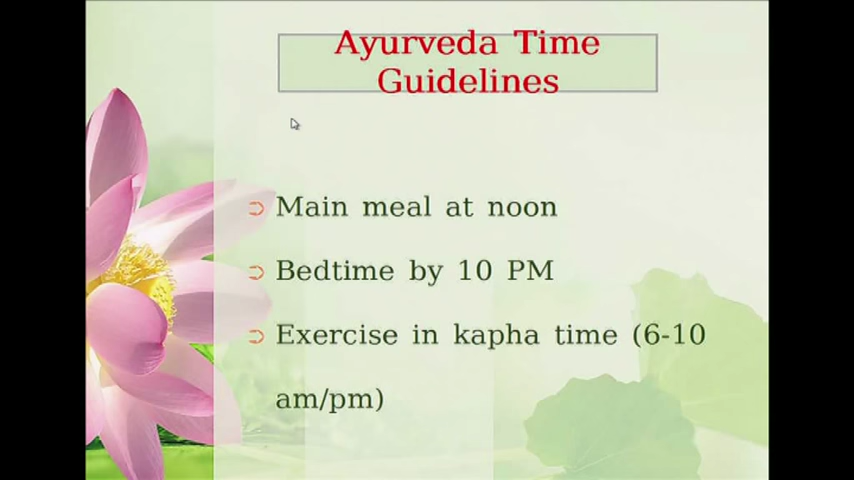 Ayurveda Time
Guidelines
Main meal at noon
Bedtime by 10 PM
Exercise in kapha time (6-10
am/pm)